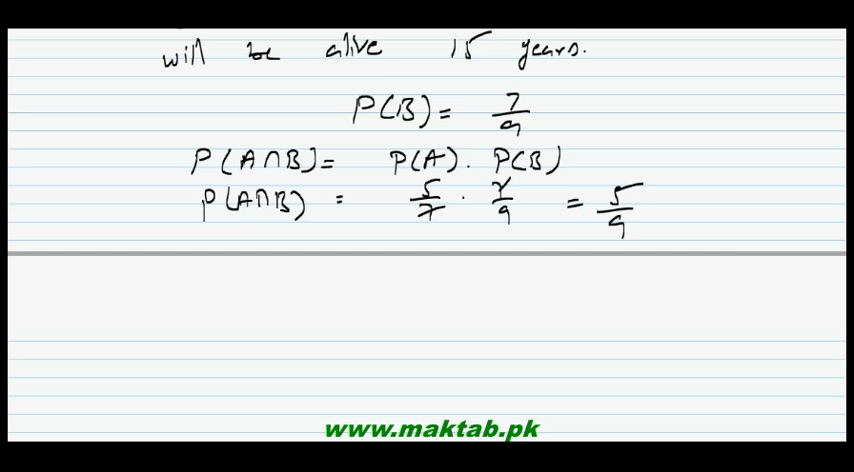 will be alive 15 years.
P(B) = 7/9
P(A∩B) = P(A) . P(B)
P(A∩B) = 5/7 . 7/9 = 5/9
www.maktab.pk